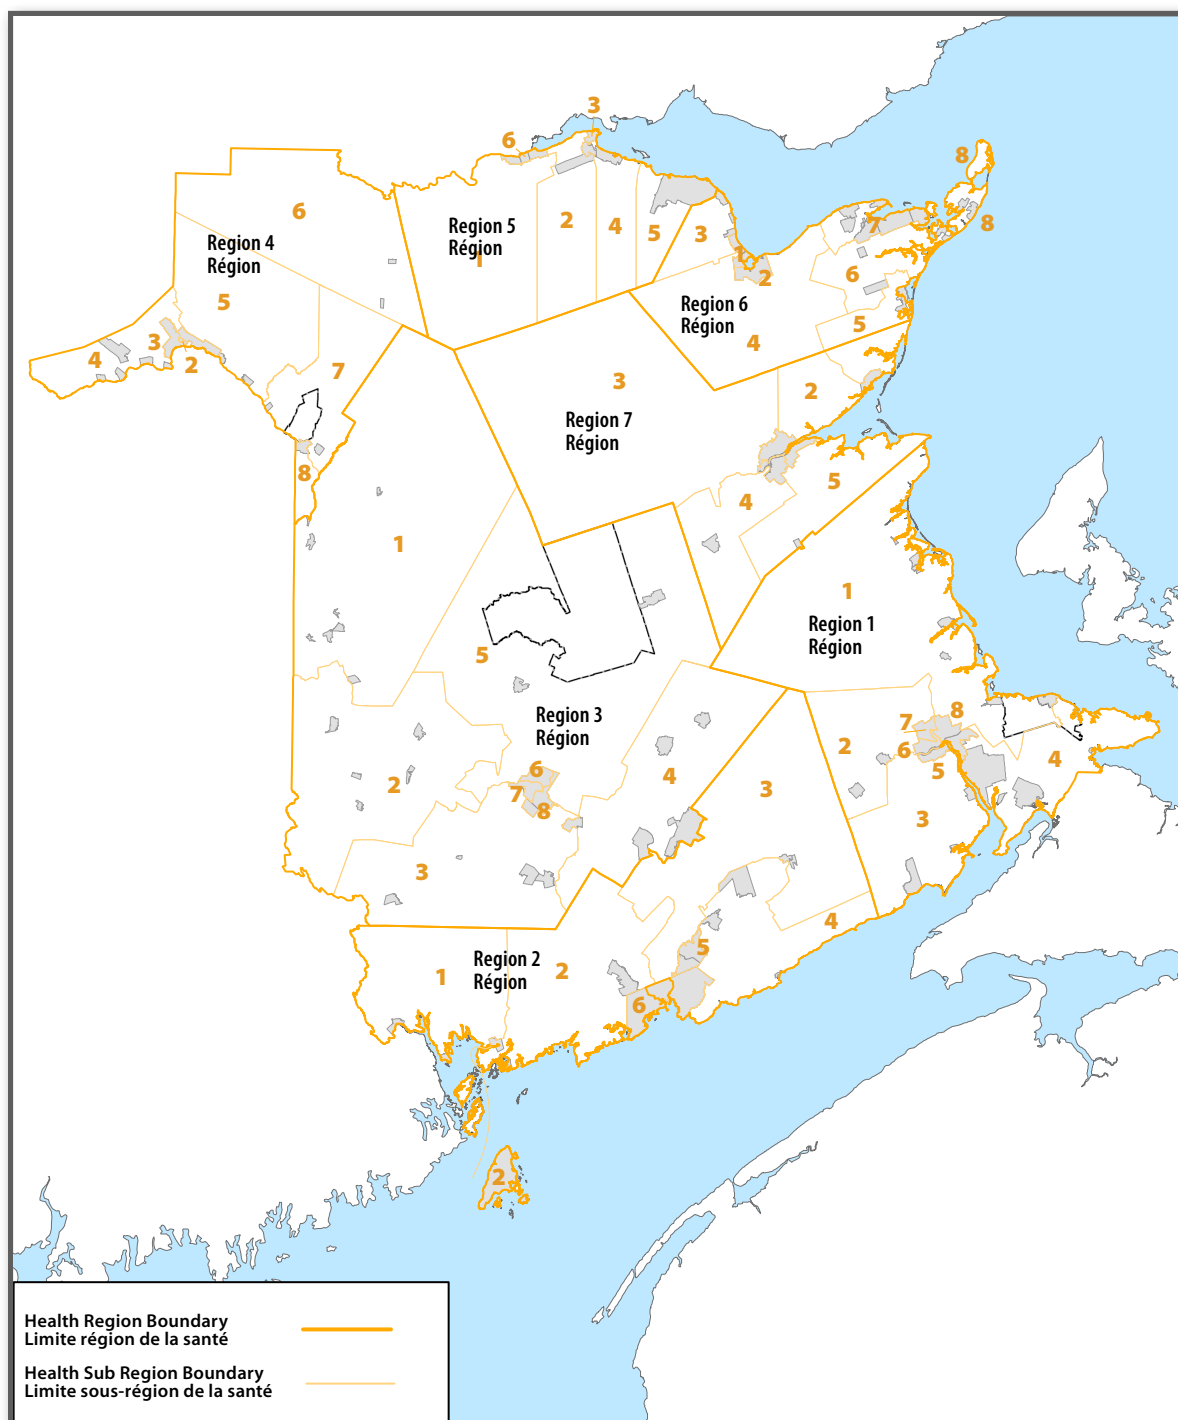 3
6
8
6
Region 5
Région
1
2
4
5
3
1
2
7
8
Region 4
Région
5
6
Region 6
Région
4
5
4
3
2
7
3
2
Region 7
Région
8
5
4
1
1
Region 1
Région
5
Region 3
Région
7
8
2
6
5
4
6
7
8
2
4
3
3
3
4
5
Region 2
Région
1
2
6
2
Health Region Boundary
Limite région de la santé
Health Sub Region Boundary
Limite sous-région de la santé